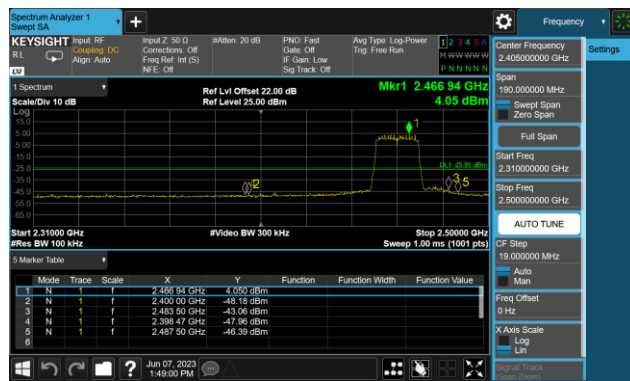 Spectrum Analyzer 1
Swept SA
+
Frequency
KEYSIGHT Input: RF Input Z: 50 Ω #Atten: 20 dB PNO: Fast Avg Type: Log-Power 1 2 3 4 5 6
RL Coupling: DC Corrections: Off Gate: Off Trig: Free Run M W W W W W
Align: Auto Freq Ref: Int (S) IF Gain: Low P N N N N N
NFE: Off Sig Track: Off
LXI
1 Spectrum Ref Lvl Offset 22.00 dB Mkr1 2.466 94 GHz
Scale/Div 10 dB Ref Level 25.00 dBm 4.05 dBm
Log
15.0
5.00
-5.00
-15.0
-25.0
-35.0
-45.0
-55.0
-65.0
1
DL1 -25.95 dBm
2
3
5
Start 2.31000 GHz #Video BW 300 kHz Stop 2.50000 GHz
#Res BW 100 kHz Sweep 1.00 ms (1001 pts)
5 Marker Table
Mode Trace Scale X Y Function Function Width Function Value
1 N 1 f 2.466 94 GHz 4.050 dBm
2 N 1 f 2.400 00 GHz -48.18 dBm
3 N 1 f 2.483 50 GHz -43.06 dBm
4 N 1 f 2.398 47 GHz -47.96 dBm
5 N 1 f 2.487 50 GHz -46.39 dBm
6
? Jun 07, 2023
1:49:00 PM
Center Frequency
2.405000000 GHz
Settings
Span
190.000000 MHz
Swept Span
Zero Span
Full Span
Start Freq
2.310000000 GHz
Stop Freq
2.500000000 GHz
AUTO TUNE
CF Step
19.000000 MHz
Auto
Man
Freq Offset
0 Hz
X Axis Scale
Log
Lin
Signal Track
(Span Zoom)